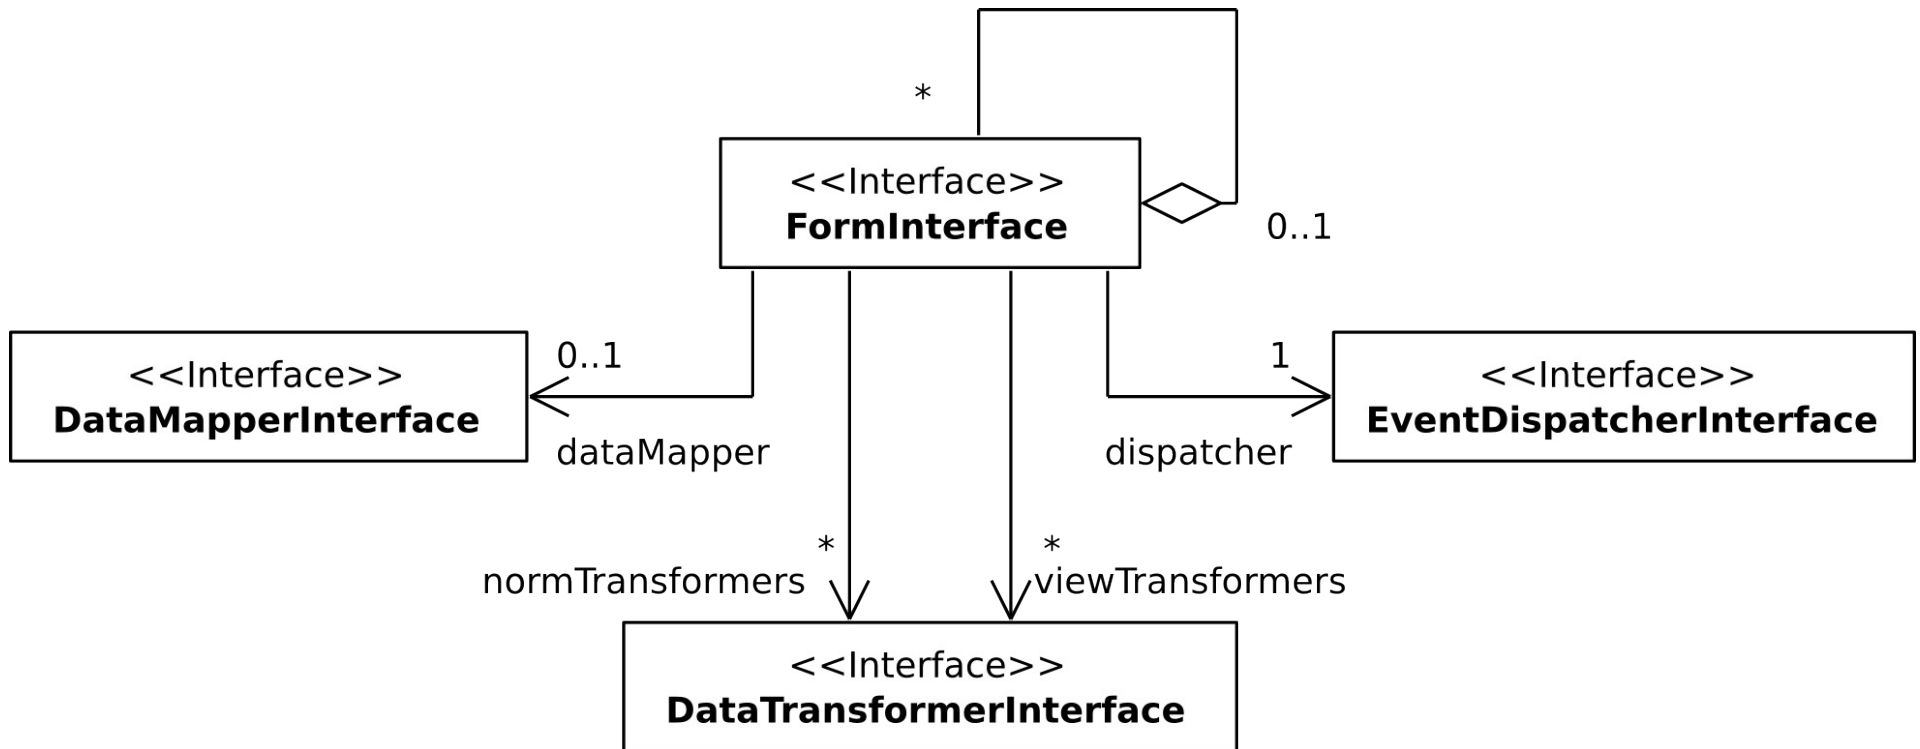 *
<<Interface>>
FormInterface
0..1
<<Interface>>
DataMapperInterface
0..1
dataMapper
1
dispatcher
<<Interface>>
EventDispatcherInterface
*
normTransformers
*
viewTransformers
<<Interface>>
DataTransformerInterface